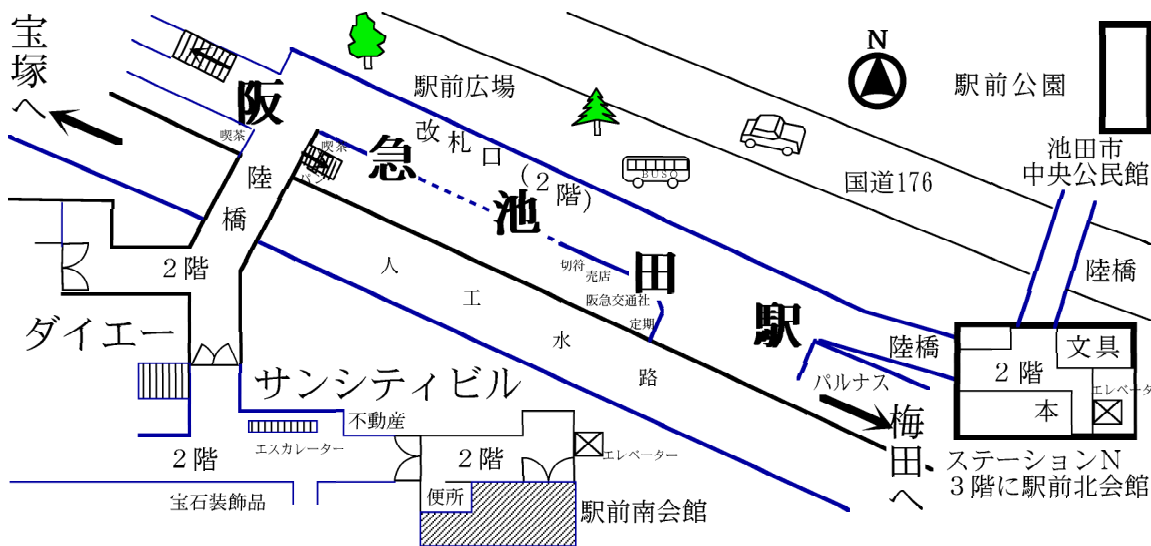 宝塚へ
阪急池田駅
駅前広場
改札口
(２階)
N
駅前公園
池田市
中央公民館
国道176
BUSO
陸橋
喫茶
喫茶
パン
陸橋
２階
人工水路
切符
売店
阪急交通社
定期
陸橋
パルナス
梅田へ
２階
文具
本
エレベータ
ステーションN
３階に駅前北会館
ダイエー
サンシティビル
不動産
エスカレーター
２階
２階
エレベーター
便所
宝石装飾品
駅前南会館